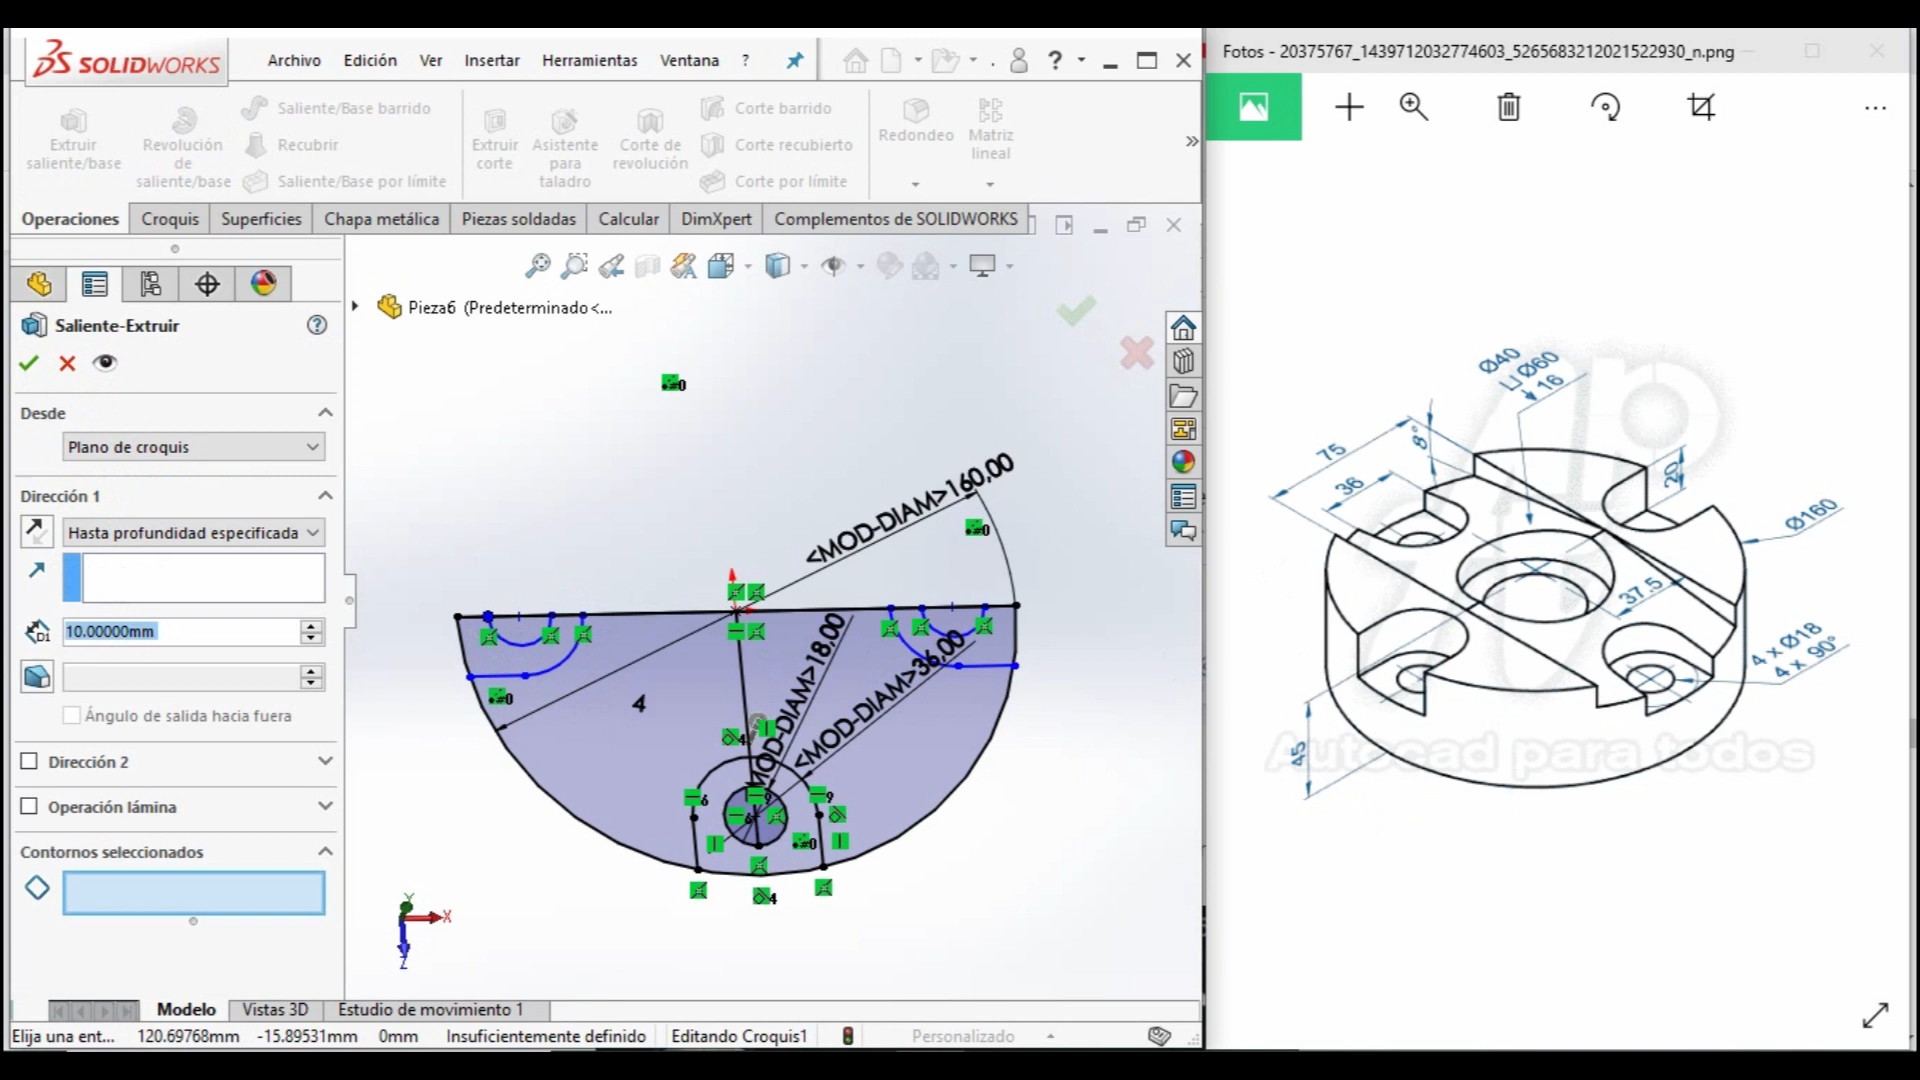 SOLIDWORKS
Archivo Edición Ver Insertar Herramientas Ventana ?
Fotos - 20375767_1439712032774603_5265683212021522930_n.png
Extruir saliente/base
Revolución de saliente/base
Saliente/Base barrido
Recubrir
Saliente/Base por límite
Extruir corte
Asistente para taladro
Corte de revolución
Corte barrido
Corte recubierto
Corte por límite
Redondeo
Matriz lineal
Operaciones Croquis Superficies Chapa metálica Piezas soldadas Calcular DimXpert Complementos de SOLIDWORKS
Pieza6 (Predeterminado<...
Saliente-Extruir
Desde
Plano de croquis
Dirección 1
Hasta profundidad especificada
D1
10.00000mm
Ángulo de salida hacia fuera
Dirección 2
Operación lámina
Contornos seleccionados
<MOD-DIAM>160,00
MOD-DIAM>18,00
<MOD-DIAM>36,00
4
X
Y
Z
Ø40
⌴ Ø60
↧ 16
75
36
8°
20
Ø160
37.5
4 x Ø18
4 x 90°
45
Autocad para todos
Modelo Vistas 3D Estudio de movimiento 1
Elija una ent... 120.69768mm -15.89531mm 0mm Insuficientemente definido Editando Croquis1 Personalizado